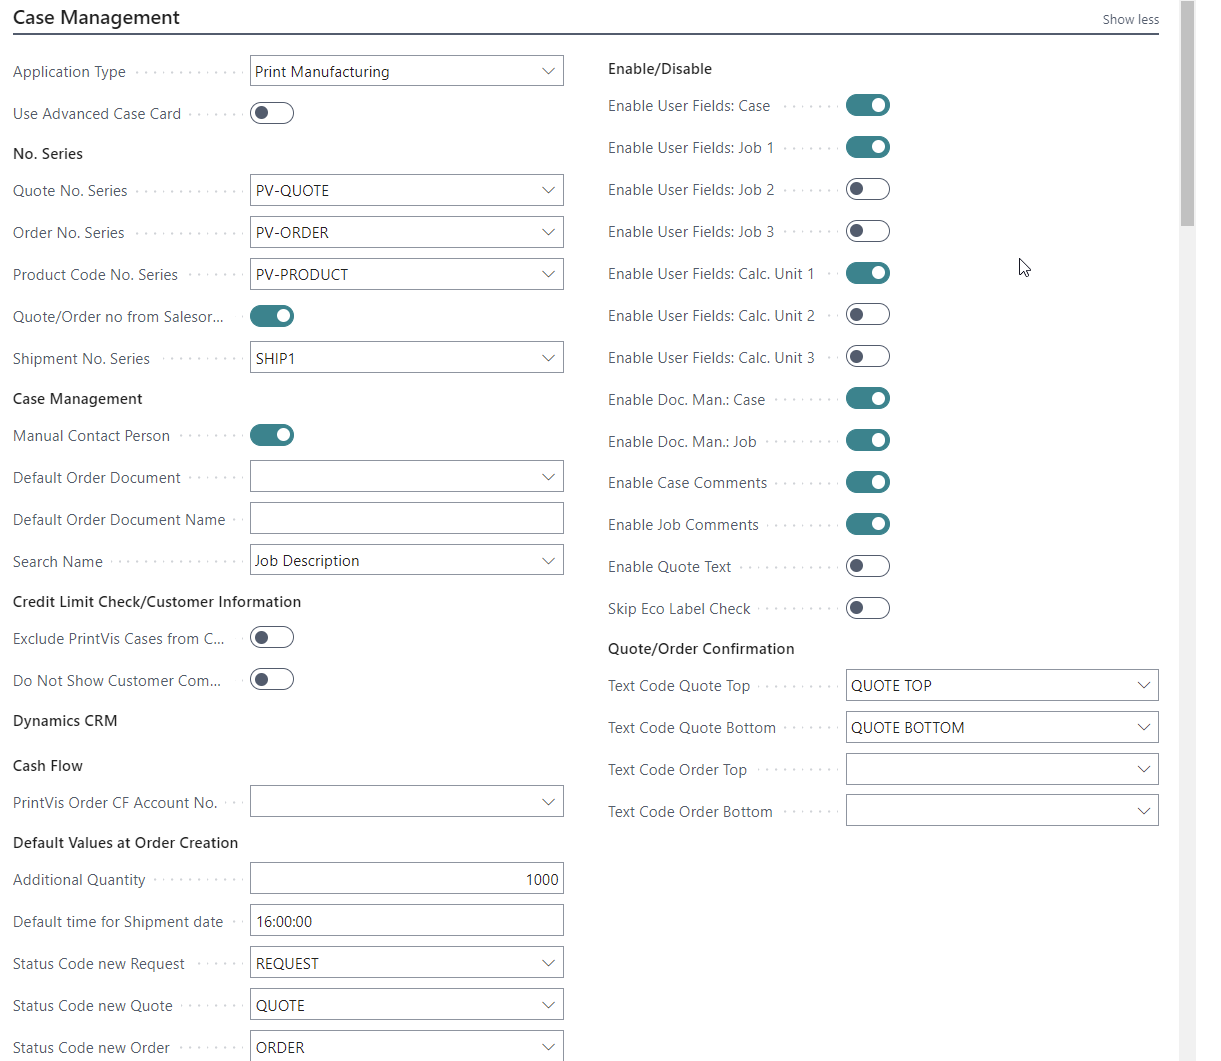 Case Management
Show less
Application Type
Print Manufacturing
Use Advanced Case Card
No. Series
Quote No. Series
PV-QUOTE
Order No. Series
PV-ORDER
Product Code No. Series
PV-PRODUCT
Quote/Order no from Salesor...
Shipment No. Series
SHIP1
Case Management
Manual Contact Person
Default Order Document
Default Order Document Name
Search Name
Job Description
Credit Limit Check/Customer Information
Exclude PrintVis Cases from C...
Do Not Show Customer Com...
Dynamics CRM
Cash Flow
PrintVis Order CF Account No.
Default Values at Order Creation
Additional Quantity
1000
Default time for Shipment date
16:00:00
Status Code new Request
REQUEST
Status Code new Quote
QUOTE
Status Code new Order
ORDER
Enable/Disable
Enable User Fields: Case
Enable User Fields: Job 1
Enable User Fields: Job 2
Enable User Fields: Job 3
Enable User Fields: Calc. Unit 1
Enable User Fields: Calc. Unit 2
Enable User Fields: Calc. Unit 3
Enable Doc. Man.: Case
Enable Doc. Man.: Job
Enable Case Comments
Enable Job Comments
Enable Quote Text
Skip Eco Label Check
Quote/Order Confirmation
Text Code Quote Top
QUOTE TOP
Text Code Quote Bottom
QUOTE BOTTOM
Text Code Order Top
Text Code Order Bottom